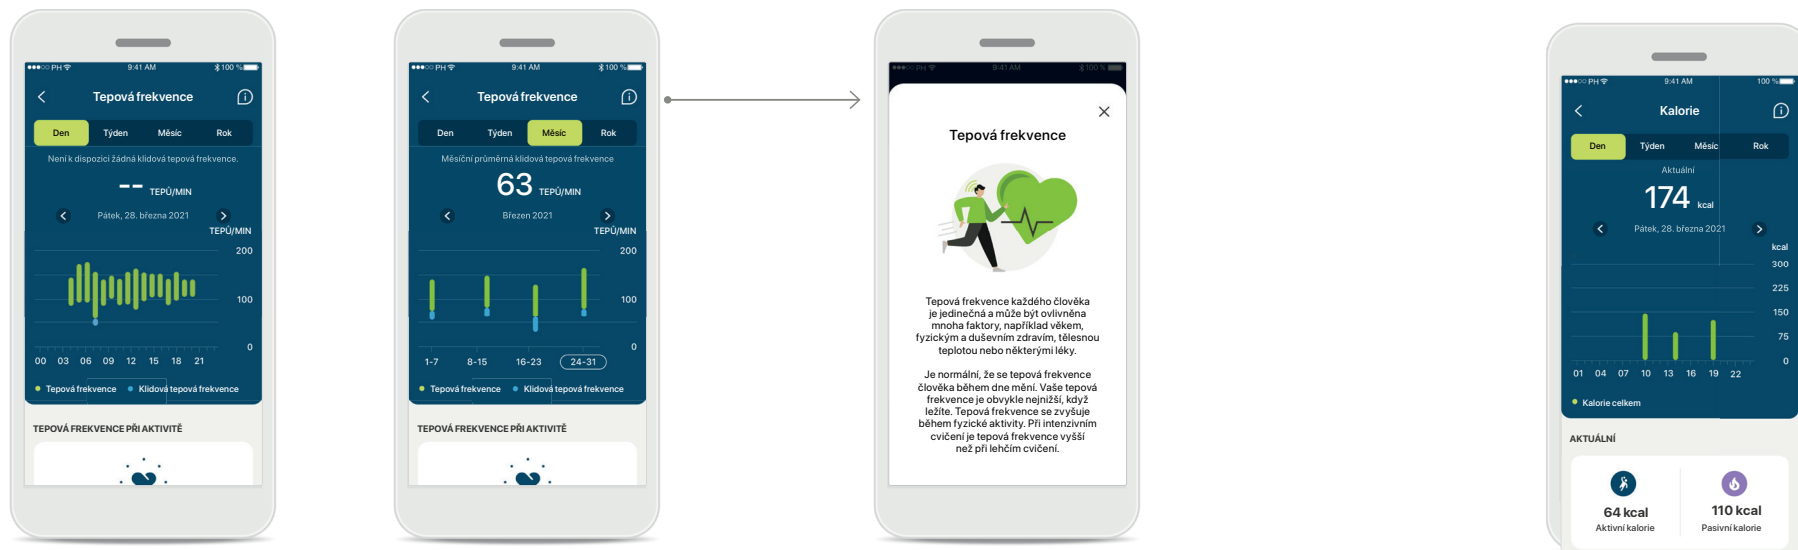 PH 9:41 AM 100 %
Tepová frekvence
Den Týden Měsíc Rok
Není k dispozici žádná klidová tepová frekvence.
-- TEPŮ/MIN
Pátek, 28. března 2021
TEPŮ/MIN
200
100
0
00 03 06 09 12 15 18 21
Tepová frekvence Klidová tepová frekvence
TEPOVÁ FREKVENCE PŘI AKTIVITĚ
PH 9:41 AM 100 %
Tepová frekvence
Den Týden Měsíc Rok
Měsíční průměrná klidová tepová frekvence
63 TEPŮ/MIN
Březen 2021
TEPŮ/MIN
200
100
0
1-7 8-15 16-23 24-31
Tepová frekvence Klidová tepová frekvence
TEPOVÁ FREKVENCE PŘI AKTIVITĚ
PH 9:41 AM 100 %
Tepová frekvence
Tepová frekvence každého člověka
je jedinečná a může být ovlivněna
mnoha faktory, například věkem,
fyzickým a duševním zdravím, tělesnou
teplotou nebo některými léky.
Je normální, že se tepová frekvence
člověka během dne mění. Vaše tepová
frekvence je obvykle nejnižší, když
ležíte. Tepová frekvence se zvyšuje
během fyzické aktivity. Při intenzivním
cvičení je tepová frekvence vyšší
než při lehčím cvičení.
PH 9:41 AM 100 %
Kalorie
Den Týden Měsíc Rok
Aktuální
174 kcal
Pátek, 28. března 2021
kcal
300
225
150
75
0
01 04 07 10 13 16 19 22
Kalorie celkem
AKTUÁLNÍ
64 kcal 110 kcal
Aktivní kalorie Pasivní kalorie